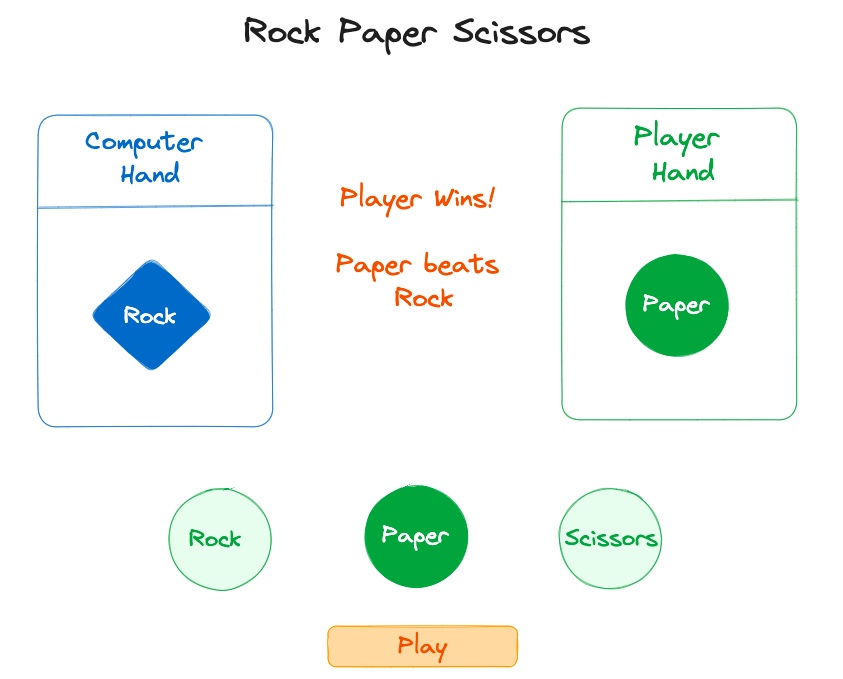 Rock Paper Scissors
Computer
Hand
Rock
Player Wins!
Paper beats
Rock
Player
Hand
Paper
Rock
Paper
Scissors
Play